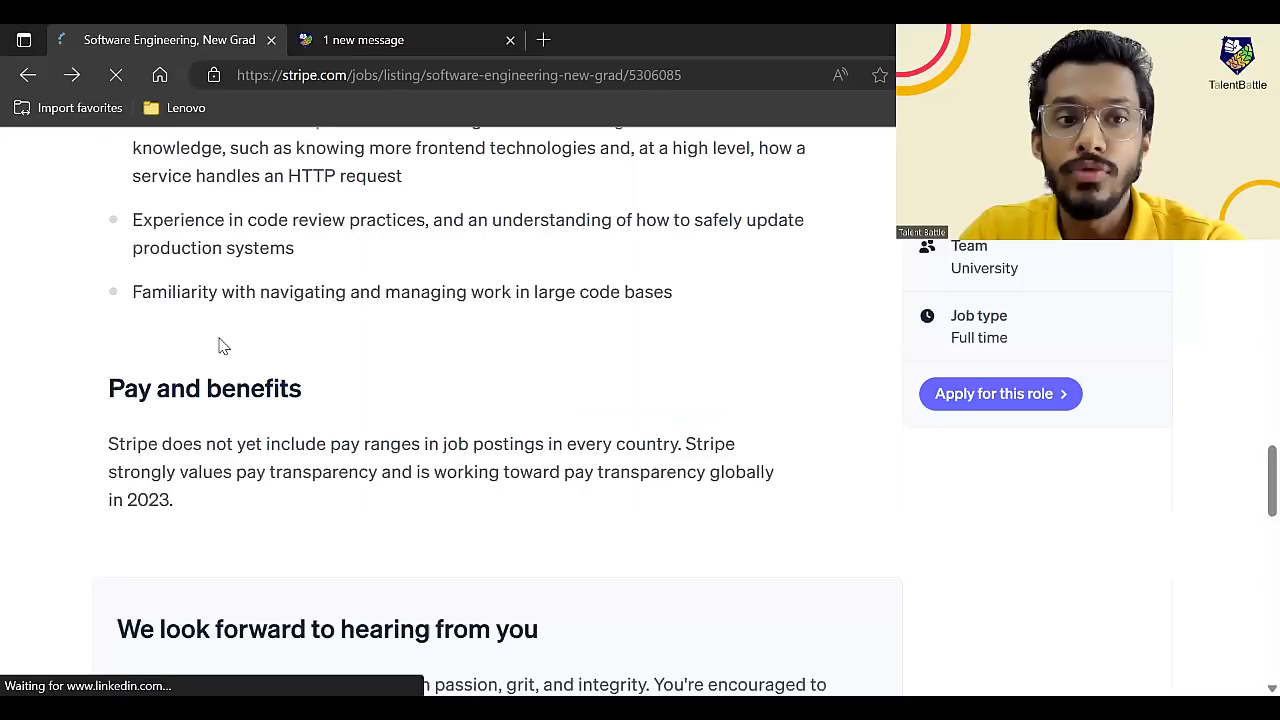 Software Engineering, New Grad
1 new message
https://stripe.com/jobs/listing/software-engineering-new-grad/5306085
Import favorites
Lenovo
TalentBattle
Talent Battle
knowledge, such as knowing more frontend technologies and, at a high level, how a
service handles an HTTP request
Experience in code review practices, and an understanding of how to safely update
production systems
Familiarity with navigating and managing work in large code bases
Team
University
Job type
Full time
Apply for this role
Pay and benefits
Stripe does not yet include pay ranges in job postings in every country. Stripe
strongly values pay transparency and is working toward pay transparency globally
in 2023.
We look forward to hearing from you
passion, grit, and integrity. You're encouraged to
Waiting for www.linkedin.com...